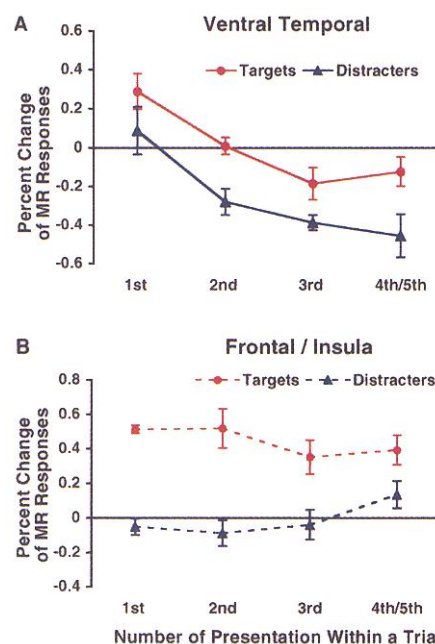 A Ventral Temporal
0.6
Targets Distracters
0.4
0.2
0
-0.2
-0.4
-0.6
Percent Change
of MR Responses
1st 2nd 3rd 4th/5th
B Frontal / Insula
0.8
Targets Distracters
0.6
0.4
0.2
0
-0.2
-0.4
Percent Change
of MR Responses
1st 2nd 3rd 4th/5th
Number of Presentation Within a Tria